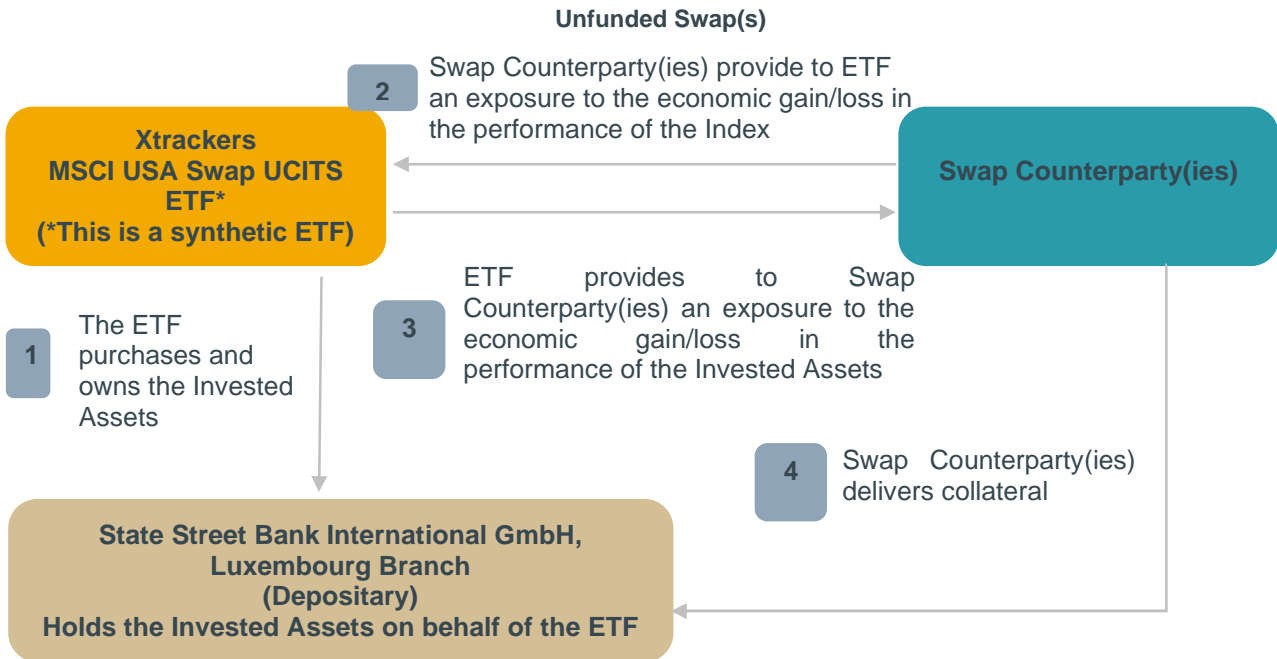 Unfunded Swap(s)
2
Swap Counterparty(ies) provide to ETF
an exposure to the economic gain/loss in
the performance of the Index
Xtrackers
MSCI USA Swap UCITS
ETF*
(*This is a synthetic ETF)
Swap Counterparty(ies)
3
ETF provides to Swap
Counterparty(ies) an exposure to the
economic gain/loss in the
performance of the Invested Assets
1
The ETF
purchases and
owns the Invested
Assets
4
Swap Counterparty(ies)
delivers collateral
State Street Bank International GmbH,
Luxembourg Branch
(Depositary)
Holds the Invested Assets on behalf of the ETF